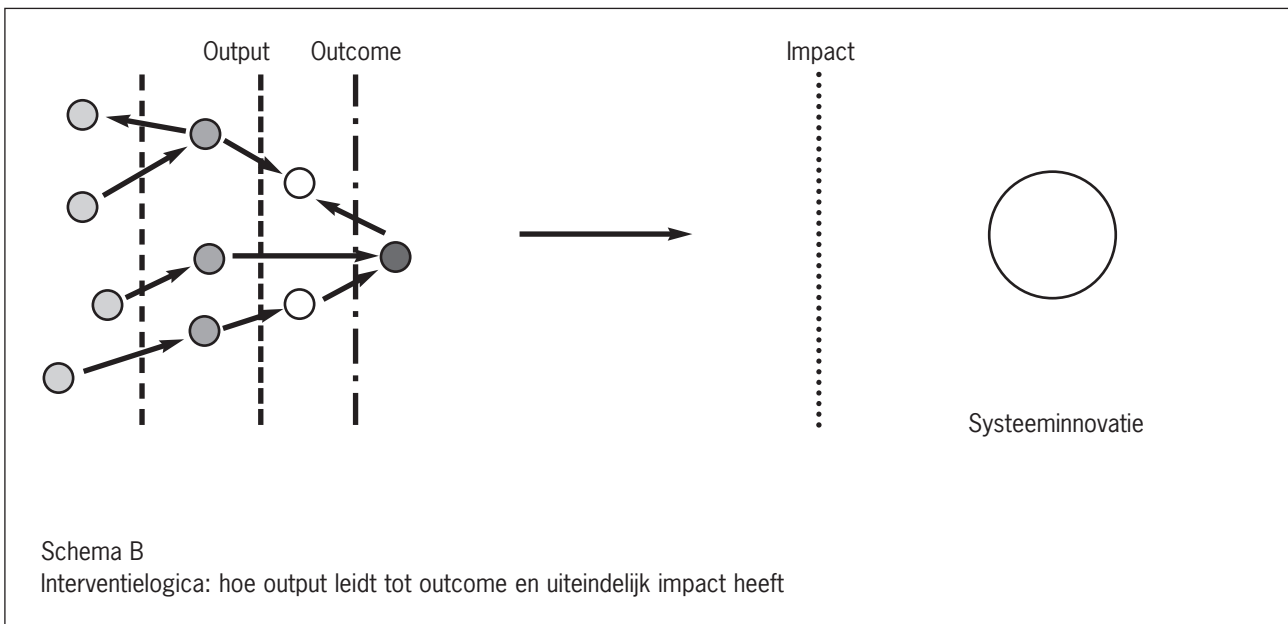 Output
Outcome
Impact
Systeeminnovatie
Schema B
Interventielogica: hoe output leidt tot outcome en uiteindelijk impact heeft